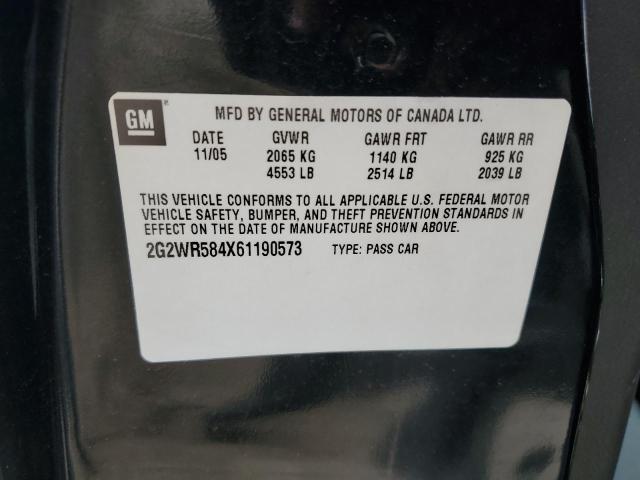 GM ®
MFD BY GENERAL MOTORS OF CANADA LTD.
DATE GVWR GAWR FRT GAWR RR
11/05 2065 KG 1140 KG 925 KG
4553 LB 2514 LB 2039 LB
THIS VEHICLE CONFORMS TO ALL APPLICABLE U.S. FEDERAL MOTOR
VEHICLE SAFETY, BUMPER, AND THEFT PREVENTION STANDARDS
IN EFFECT ON THE DATE OF MANUFACTURE SHOWN ABOVE.
2G2WR584X61190573 TYPE: PASS CAR